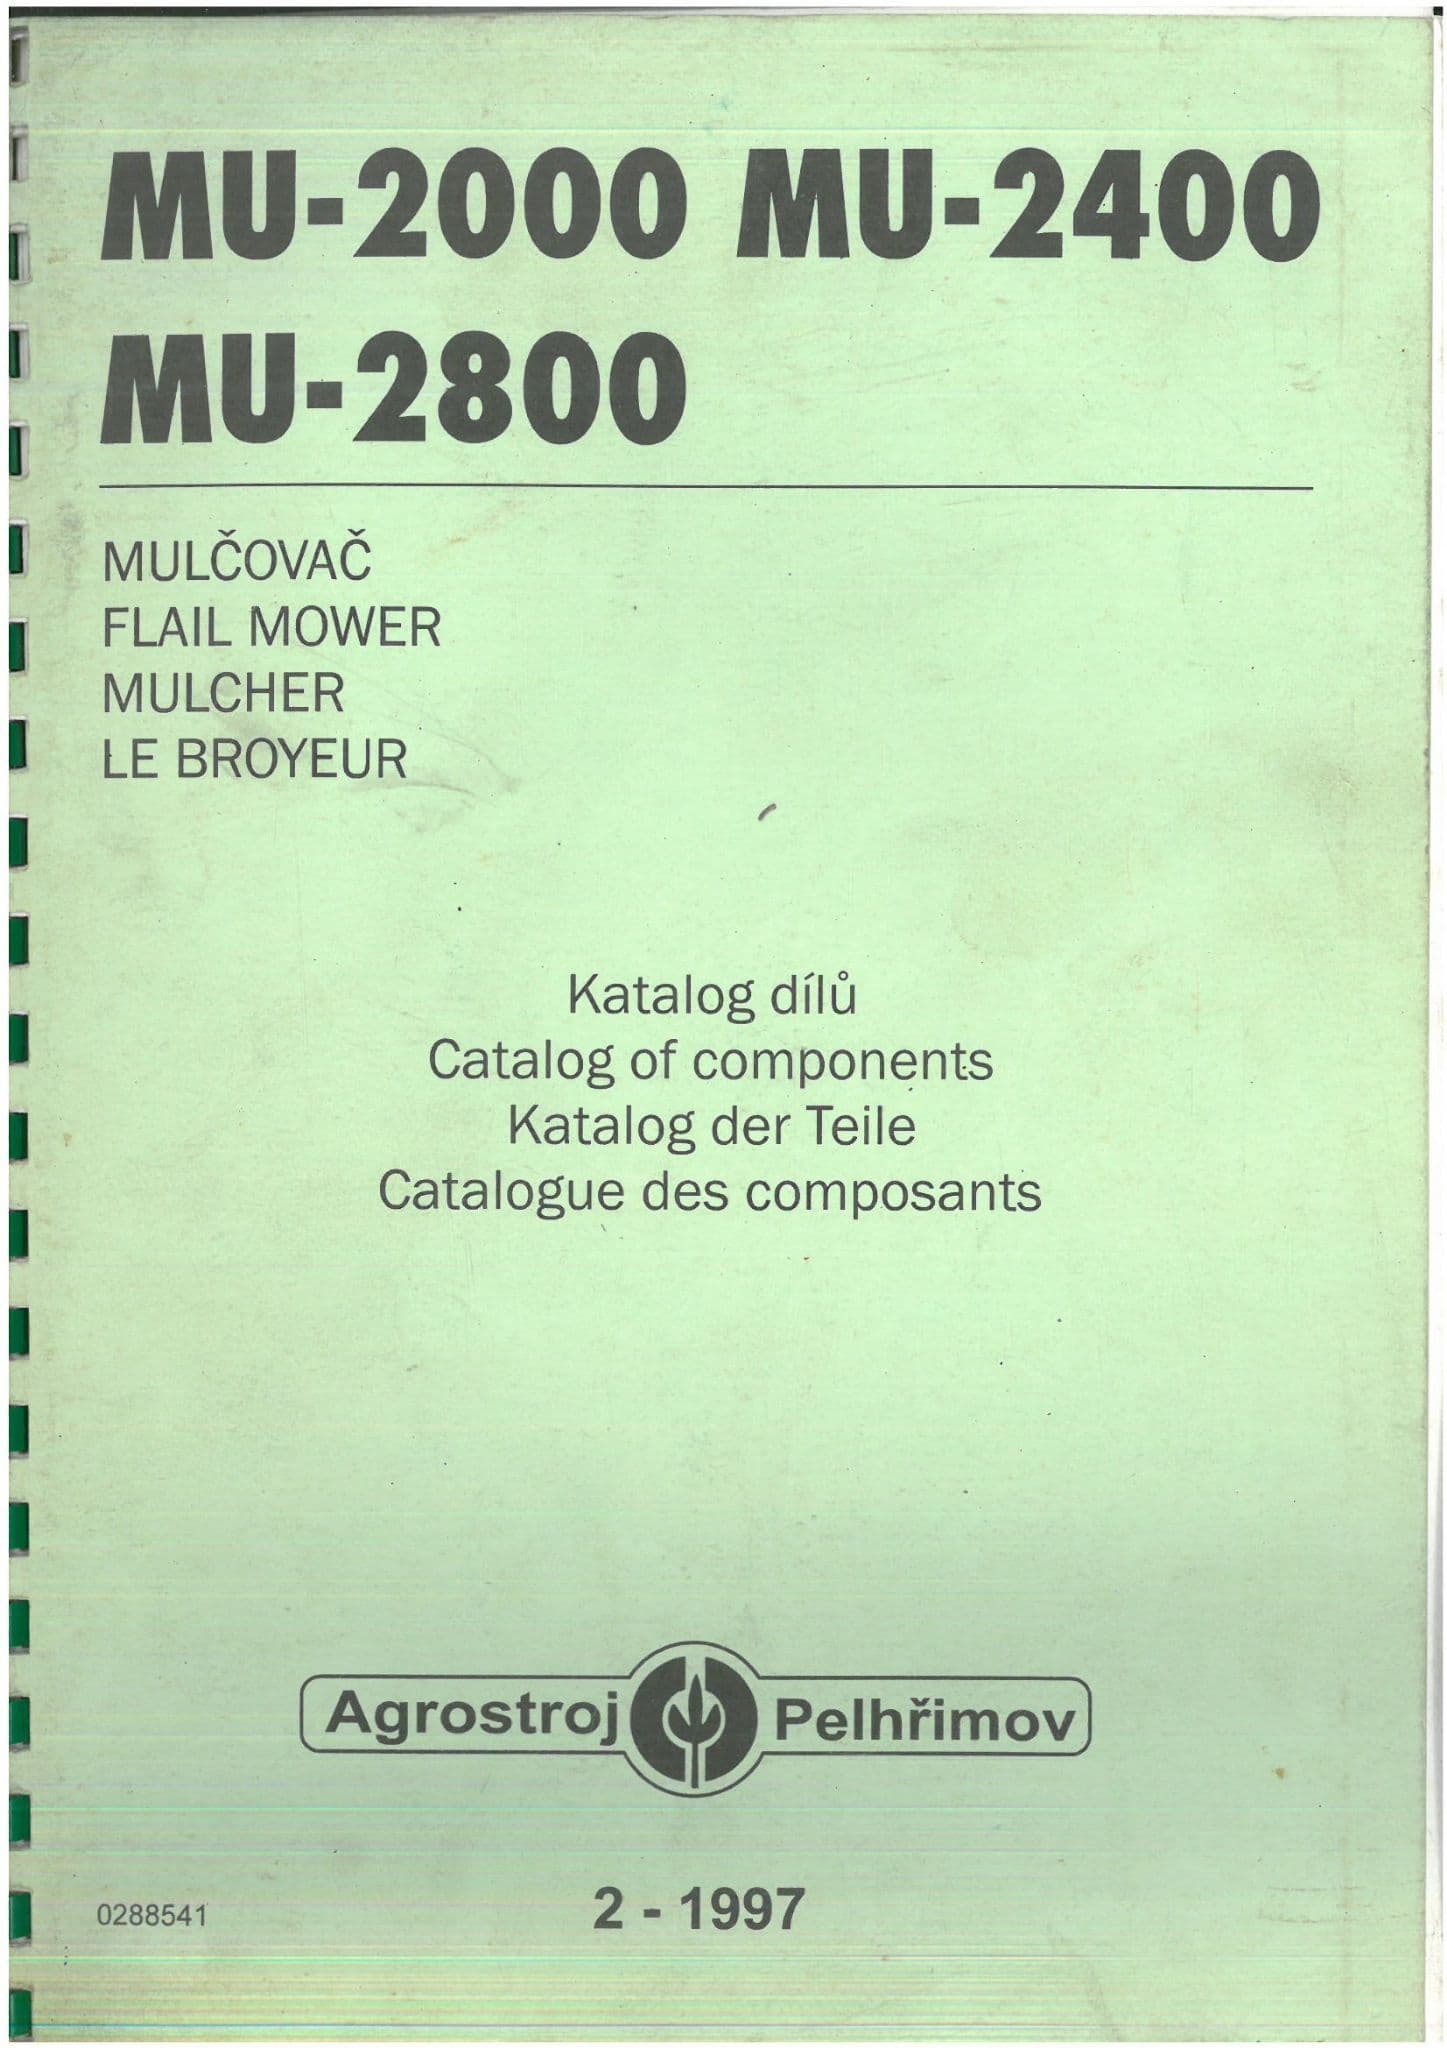 MU-2000 MU-2400
MU-2800
MULČOVAČ
FLAIL MOWER
MULCHER
LE BROYEUR
Katalog dílů
Catalog of components
Katalog der Teile
Catalogue des composants
Agrostroj Pelhřimov
0288541
2 - 1997